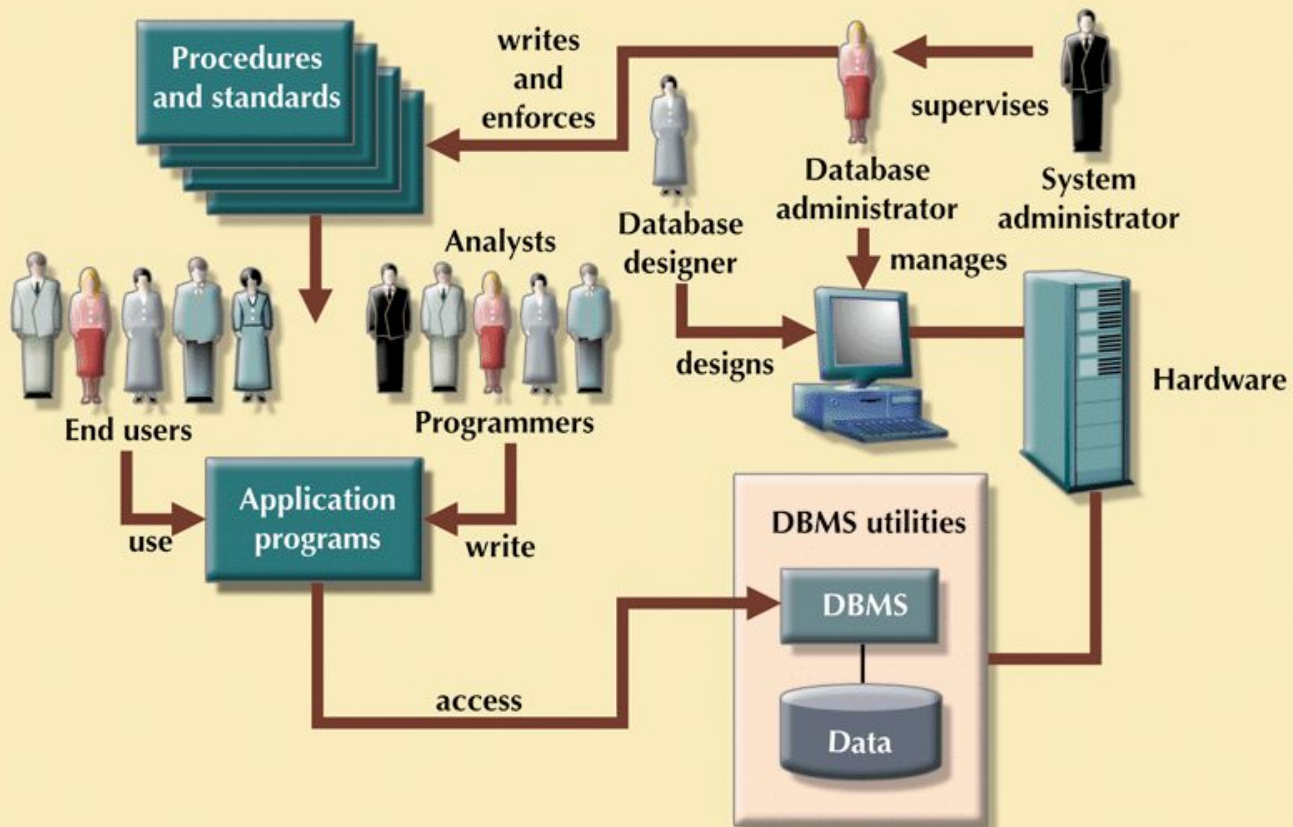 Procedures
and standards
writes
and
enforces
supervises
Database
administrator
System
administrator
Database
designer
manages
Analysts
designs
Hardware
End users
Programmers
Application
programs
use
write
DBMS utilities
DBMS
access
Data